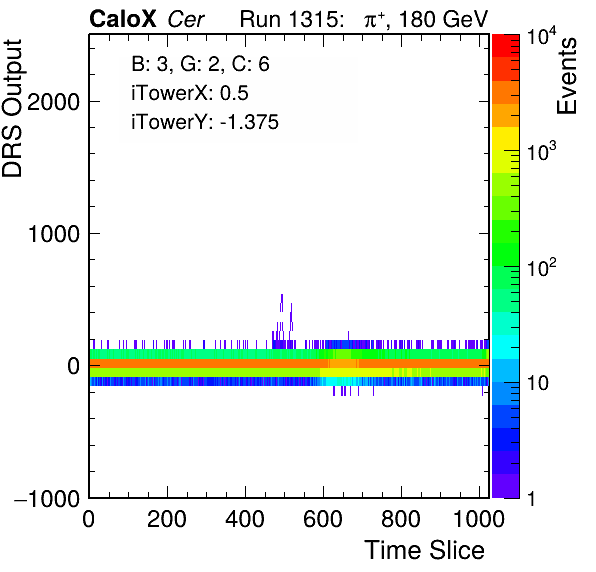 CaloX Cer Run 1315: π⁺, 180 GeV
B: 3, G: 2, C: 6
iTowerX: 0.5
iTowerY: -1.375
DRS Output
2000
1000
0
−1000
0 200 400 600 800 1000
Time Slice
Events
10⁴
10³
10²
10
1